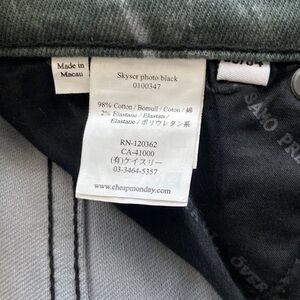 Made in
Macau
Skyscr photo black
0100347
98% Cotton / Bomull / Coton / 綿
2% Elastane / Elastan /
Elastane / ポリウレタン系
RN-120362
CA-41000
(有)ケイスリー
03-3464-5357
www.cheapmonday.com
ÖVER